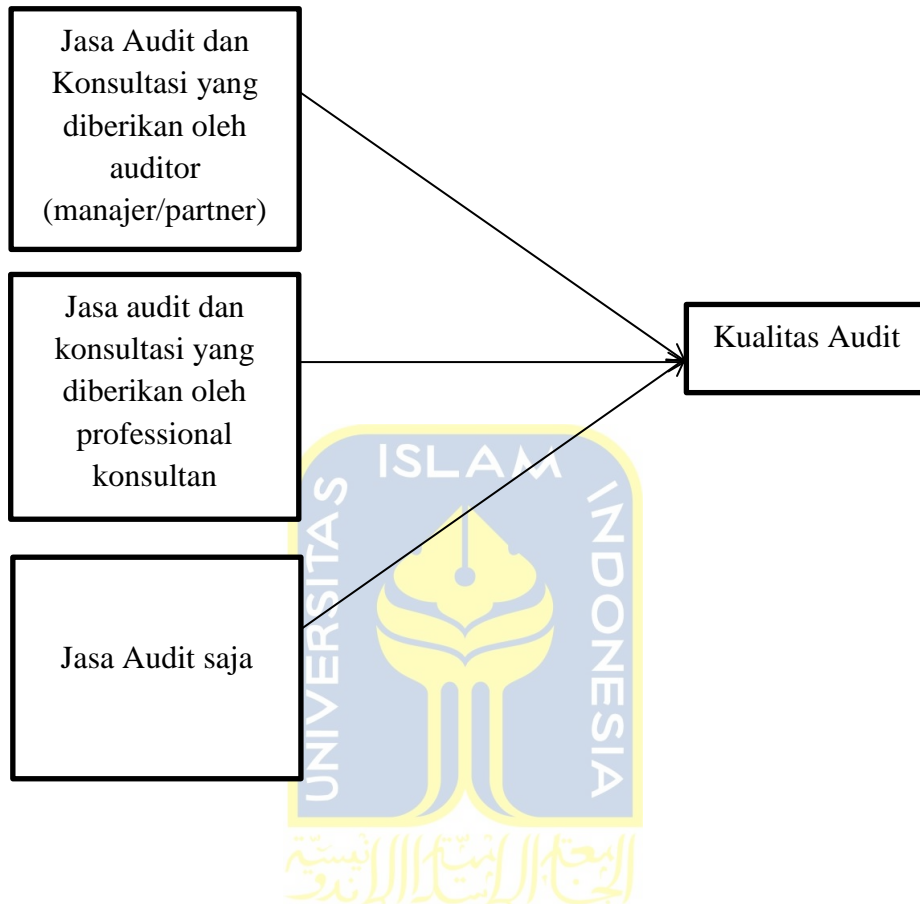 Jasa Audit dan
Konsultasi yang
diberikan oleh
auditor
(manajer/partner)
Jasa audit dan
konsultasi yang
diberikan oleh
professional
konsultan
Jasa Audit saja
Kualitas Audit
UNIVERSITAS
ISLAM
INDONESIA